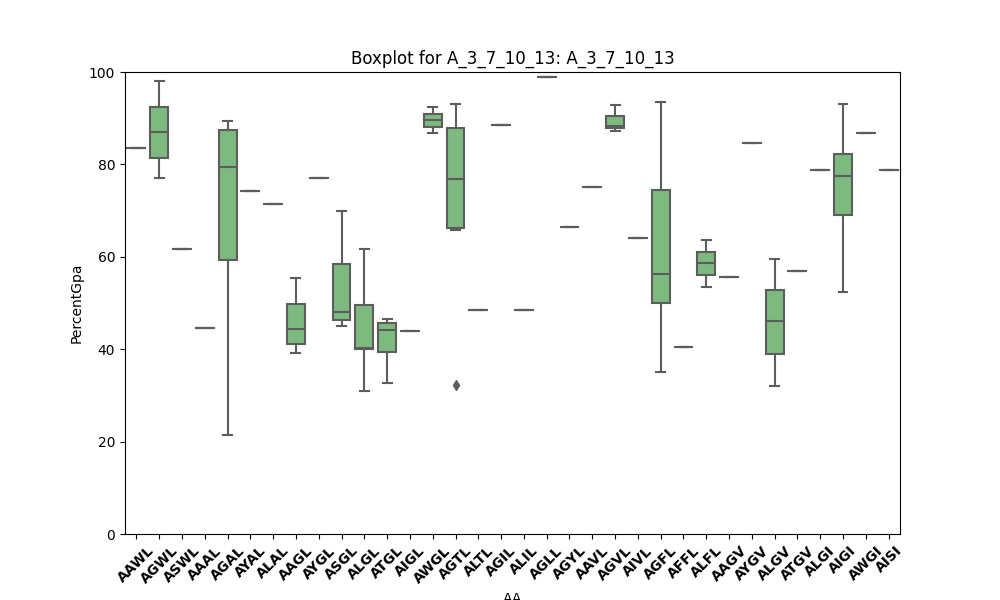 Boxplot for A_3_7_10_13: A_3_7_10_13
PercentGpa
100
80
60
40
20
0
AAWL
AGWL
ASWL
AAAL
AGAL
AYAL
ALAL
AAGL
AYGL
ASGL
ALGL
ATGL
AIGL
AWGL
AGTL
ALTL
AGIL
ALIL
AGLL
AGYL
AAVL
AGVL
AIVL
AGFL
AFFL
ALFL
AAGV
AYGV
ALGV
ATGV
ALGI
AIGI
AWGI
AISI
AA